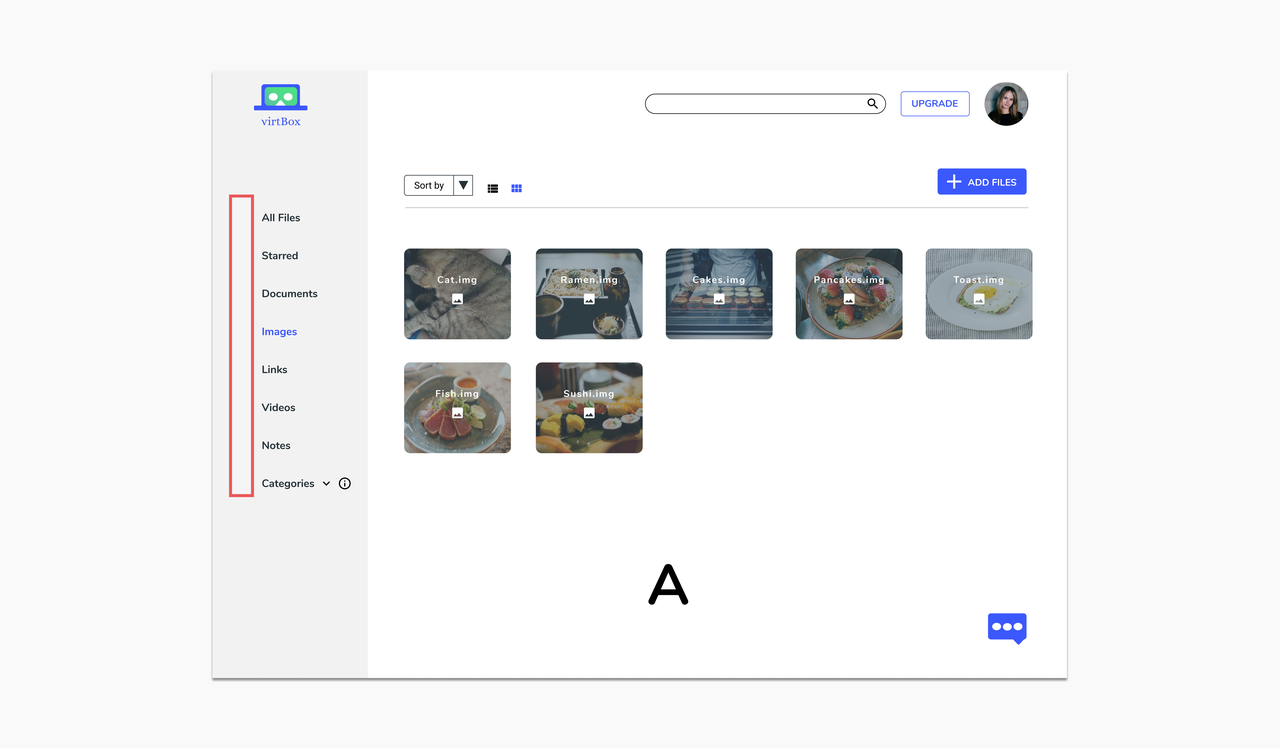 virtBox
UPGRADE
Sort by
ADD FILES
All Files
Starred
Documents
Images
Links
Videos
Notes
Categories
Cat.img
Ramen.img
Cakes.img
Pancakes.img
Toast.img
Fish.img
Sushi.img
A